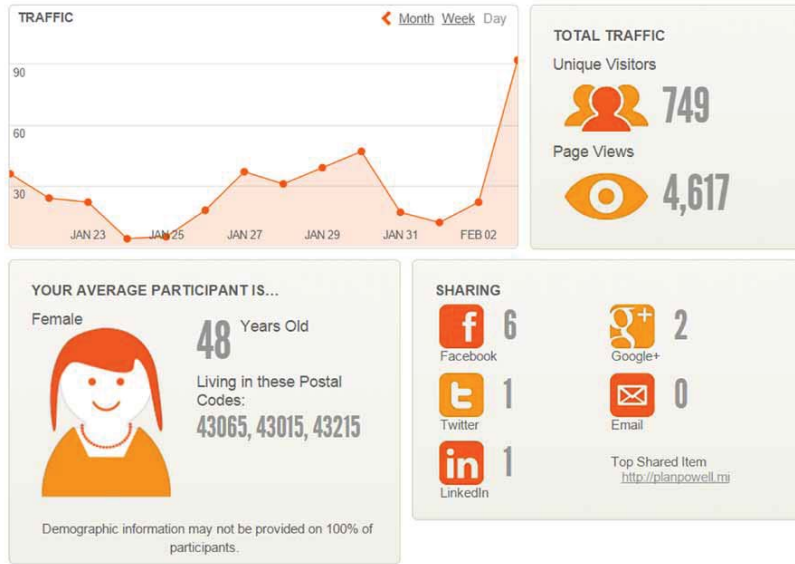 TRAFFIC
Month Week Day
90
60
30
JAN 23 JAN 25 JAN 27 JAN 29 JAN 31 FEB 02
TOTAL TRAFFIC
Unique Visitors
749
Page Views
4,617
YOUR AVERAGE PARTICIPANT IS...
Female
48 Years Old
Living in these Postal
Codes:
43065, 43015, 43215
Demographic information may not be provided on 100% of
participants.
SHARING
f 6
Facebook
g+ 2
Google+
t 1
Twitter
0
Email
in 1
LinkedIn
Top Shared Item
http://planpowell.mi